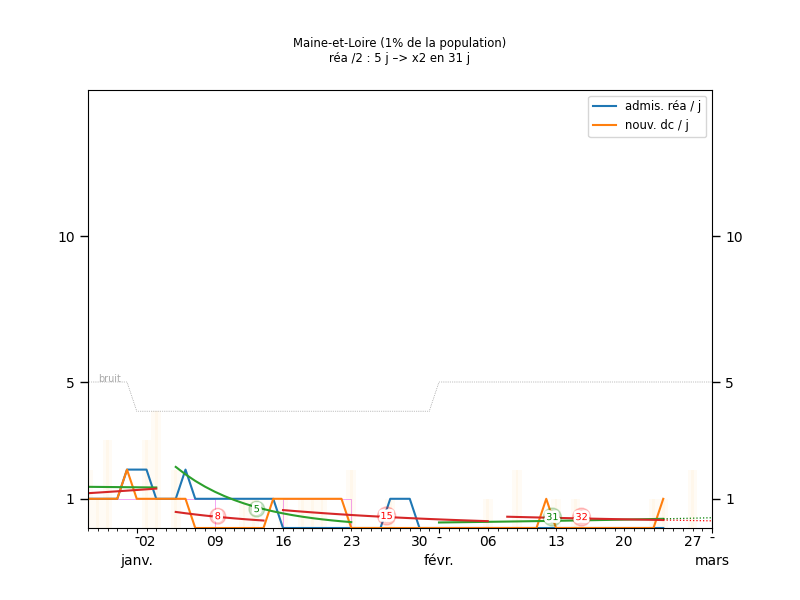 Maine-et-Loire (1% de la population)
réa /2 : 5 j –> x2 en 31 j
admis. réa / j
nouv. dc / j
10 10
bruit
5 5
1 1
8 5 15 31 32
02 09 16 23 30 06 13 20 27
janv. févr. mars